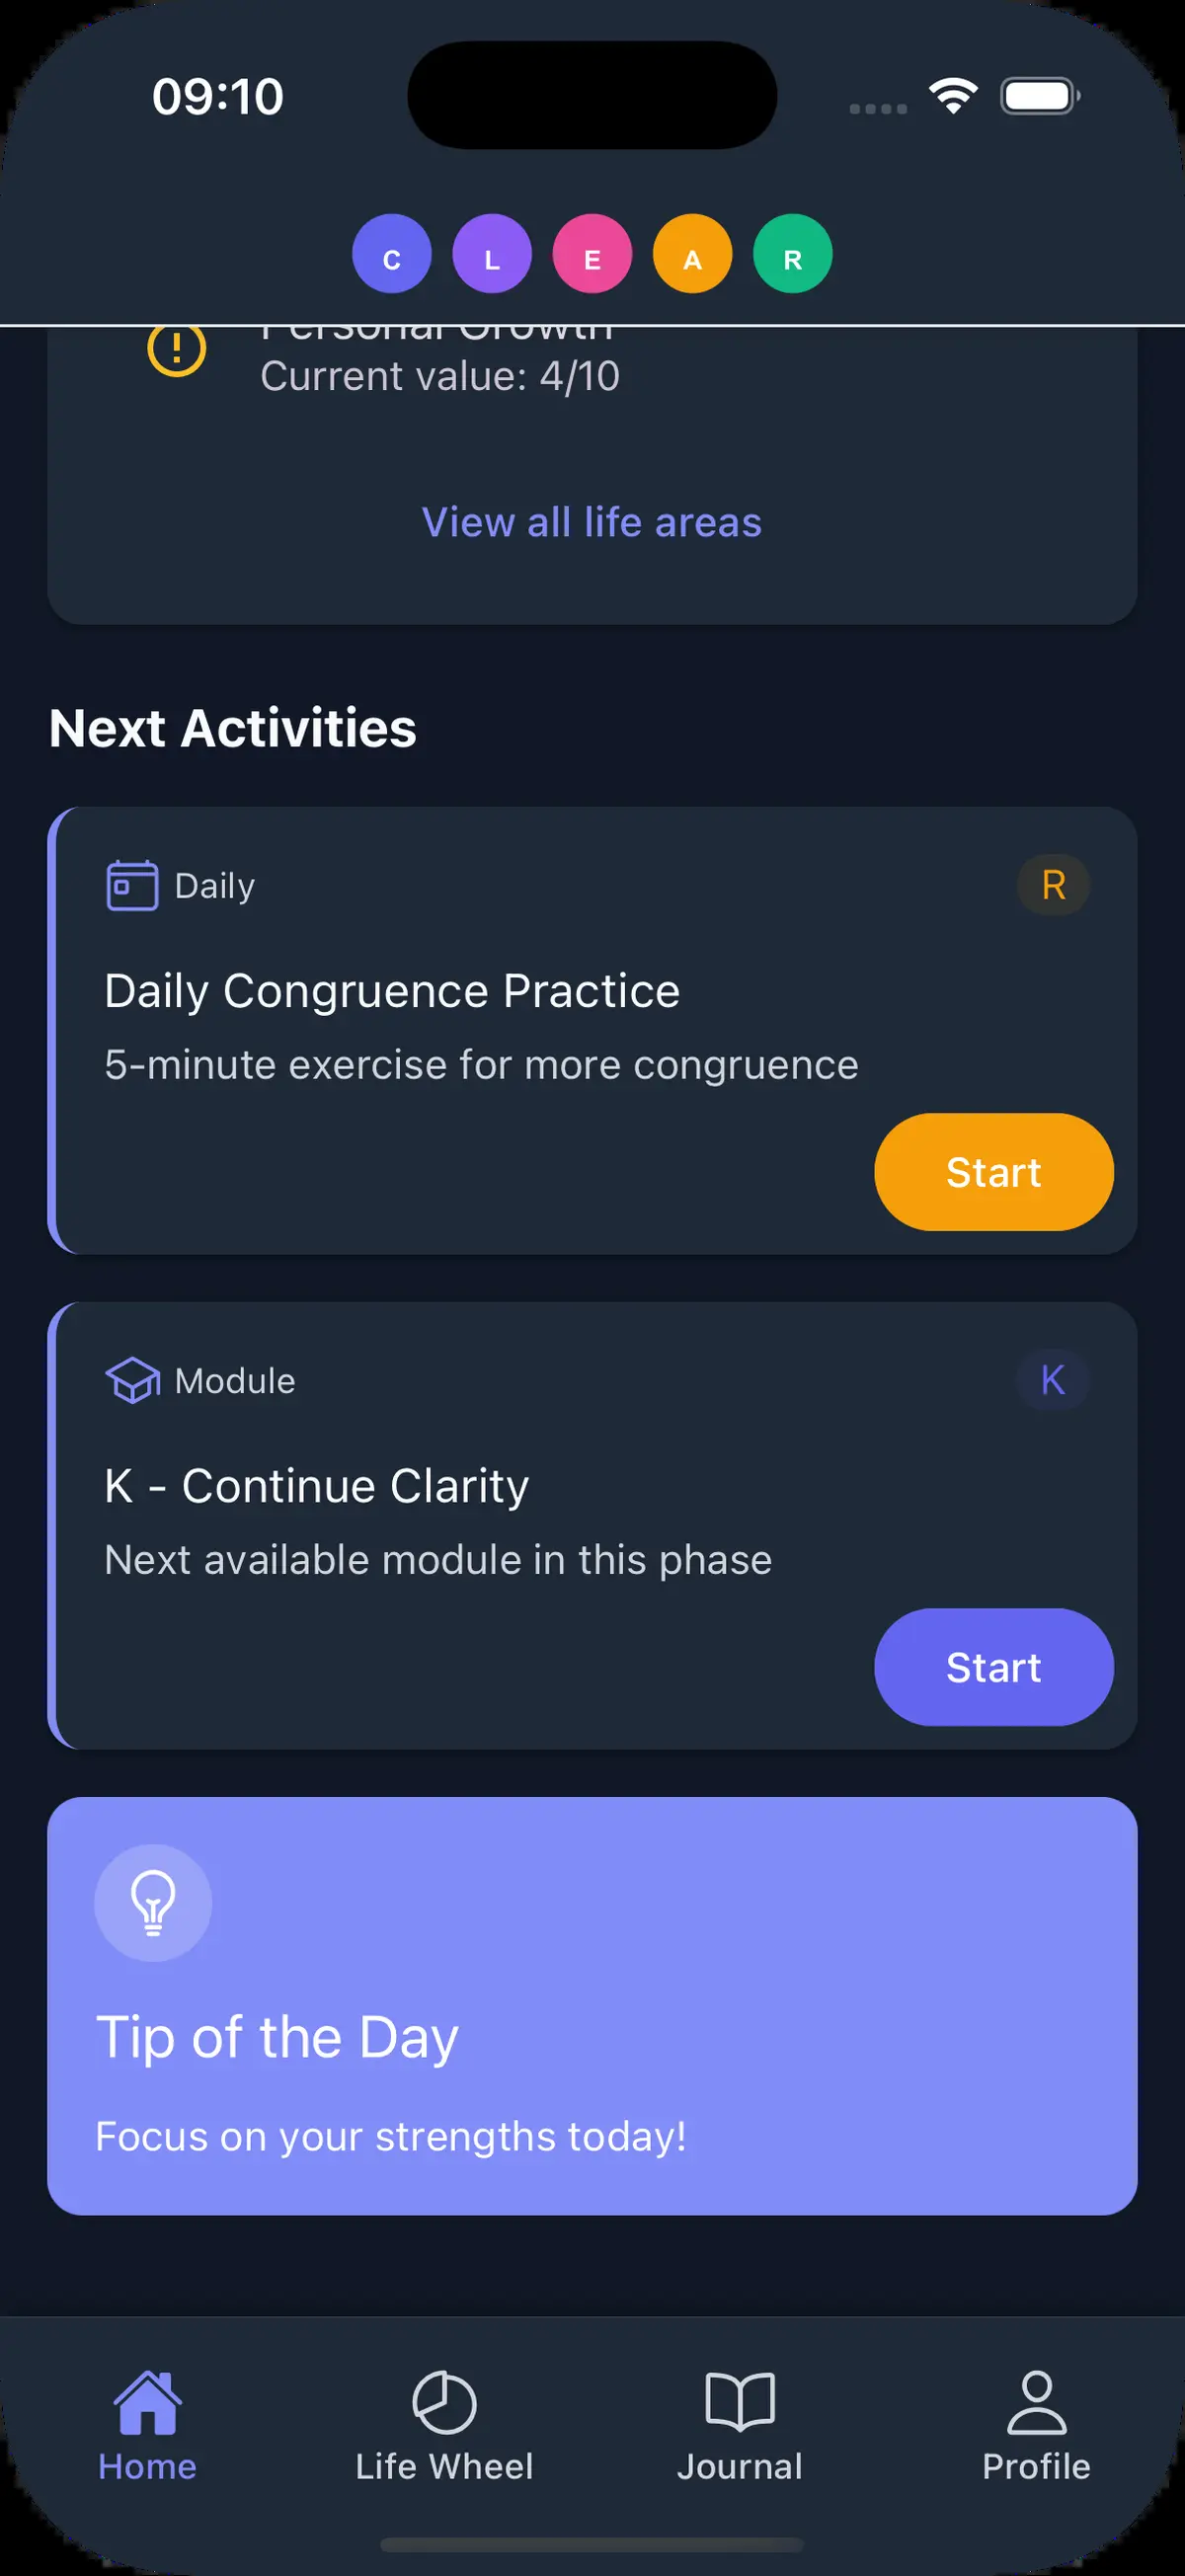 09:10
C L E A R
Personal Growth
Current value: 4/10
View all life areas
Next Activities
Daily
R
Daily Congruence Practice
5-minute exercise for more congruence
Start
Module
K
K - Continue Clarity
Next available module in this phase
Start
Tip of the Day
Focus on your strengths today!
Home
Life Wheel
Journal
Profile